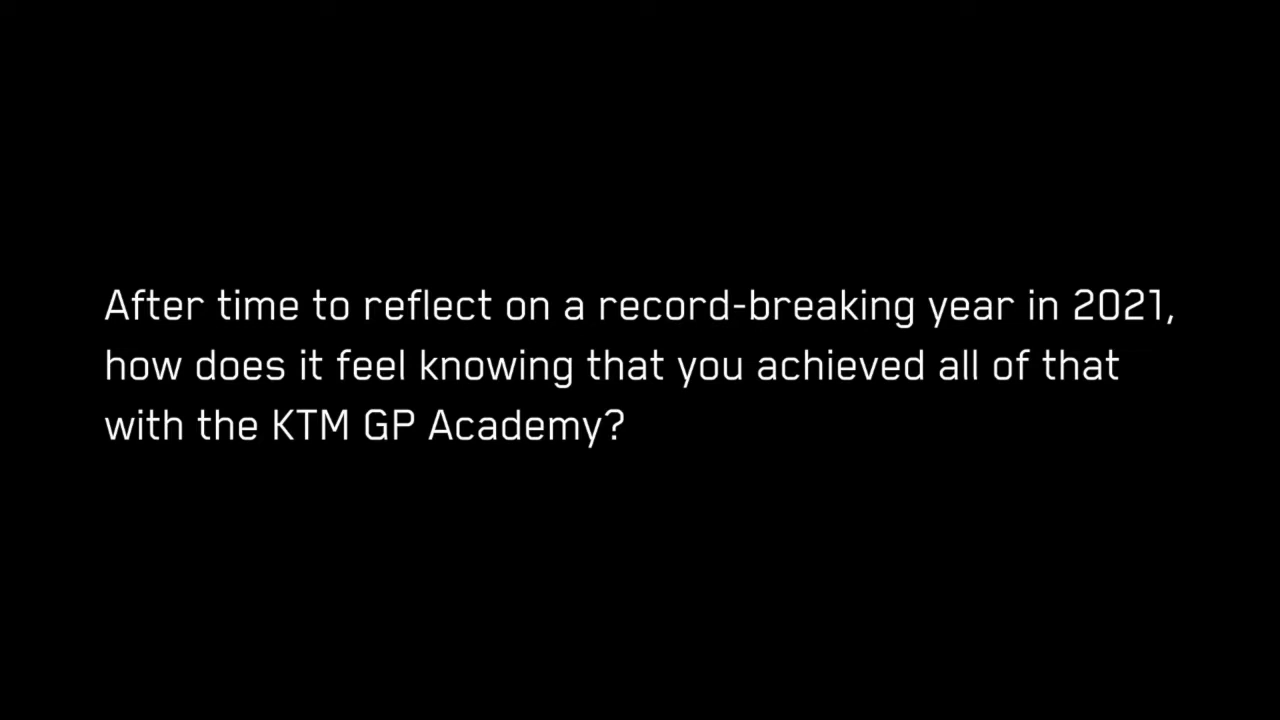 After time to reflect on a record-breaking year in 2021,
how does it feel knowing that you achieved all of that
with the KTM GP Academy?